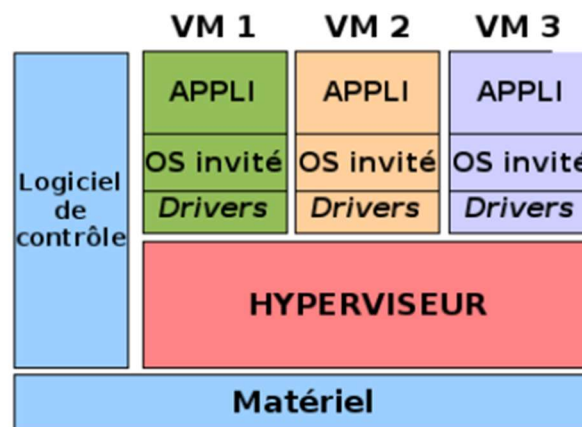 VM 1 VM 2 VM 3
APPLI APPLI APPLI
OS invité OS invité OS invité
Drivers Drivers Drivers
Logiciel
de
contrôle
HYPERVISEUR
Matériel